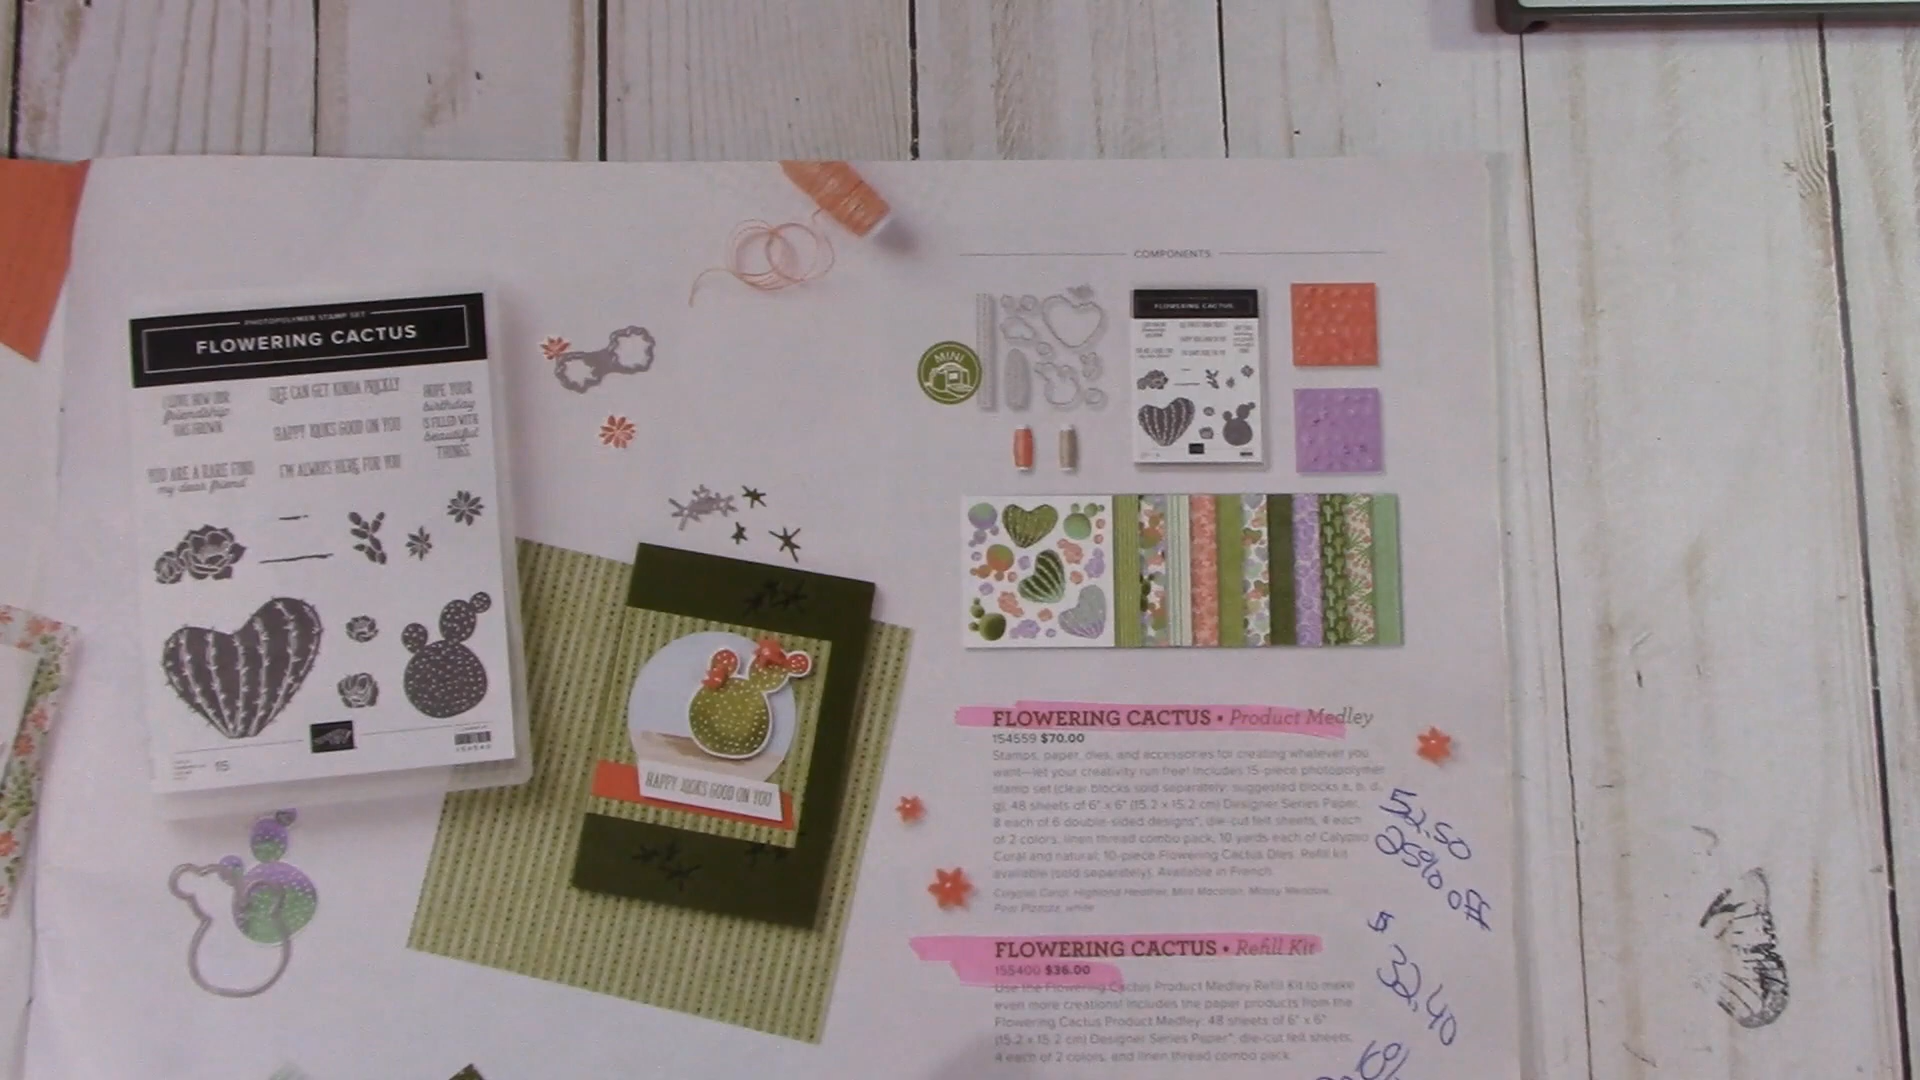 PHOTOPOLYMER STAMP SET
FLOWERING CACTUS
I LOVE HOW OUR
friendship
HAS GROWN
LIFE CAN GET KINDA PRICKLY
HAPPY LOOKS GOOD ON YOU
HOPE YOUR
birthday
IS FILLED WITH
beautiful
THINGS.
YOU ARE A RARE FIND
my dear friend
I'M ALWAYS HERE FOR YOU
15
HAPPY LOOKS GOOD ON YOU
COMPONENTS
MINI
FLOWERING CACTUS
FLOWERING CACTUS • Product Medley
154559 $70.00
Stamps, paper, dies, and accessories for creating whatever you
want—let your creativity run free! Includes 15-piece photopolymer
stamp set (clear blocks sold separately; suggested blocks a, b, d,
g); 48 sheets of 6" x 6" (15.2 x 15.2 cm) Designer Series Paper,
8 each of 6 double-sided designs*; die-cut felt sheets, 4 each
of 2 colors; linen thread combo pack, 10 yards each of Calypso
Coral and natural; 10-piece Flowering Cactus Dies. Refill kit
available (sold separately). Available in French.
Calypso Coral, Highland Heather, Mint Macaron, Mossy Meadow,
Pear Pizzazz, white
52.50
25% off
FLOWERING CACTUS • Refill Kit
155400 $36.00
Use the Flowering Cactus Product Medley Refill Kit to make
even more creations! Includes the paper products from the
Flowering Cactus Product Medley: 48 sheets of 6" x 6"
(15.2 x 15.2 cm) Designer Series Paper*, die-cut felt sheets,
4 each of 2 colors, and linen thread combo pack.
$
32.40